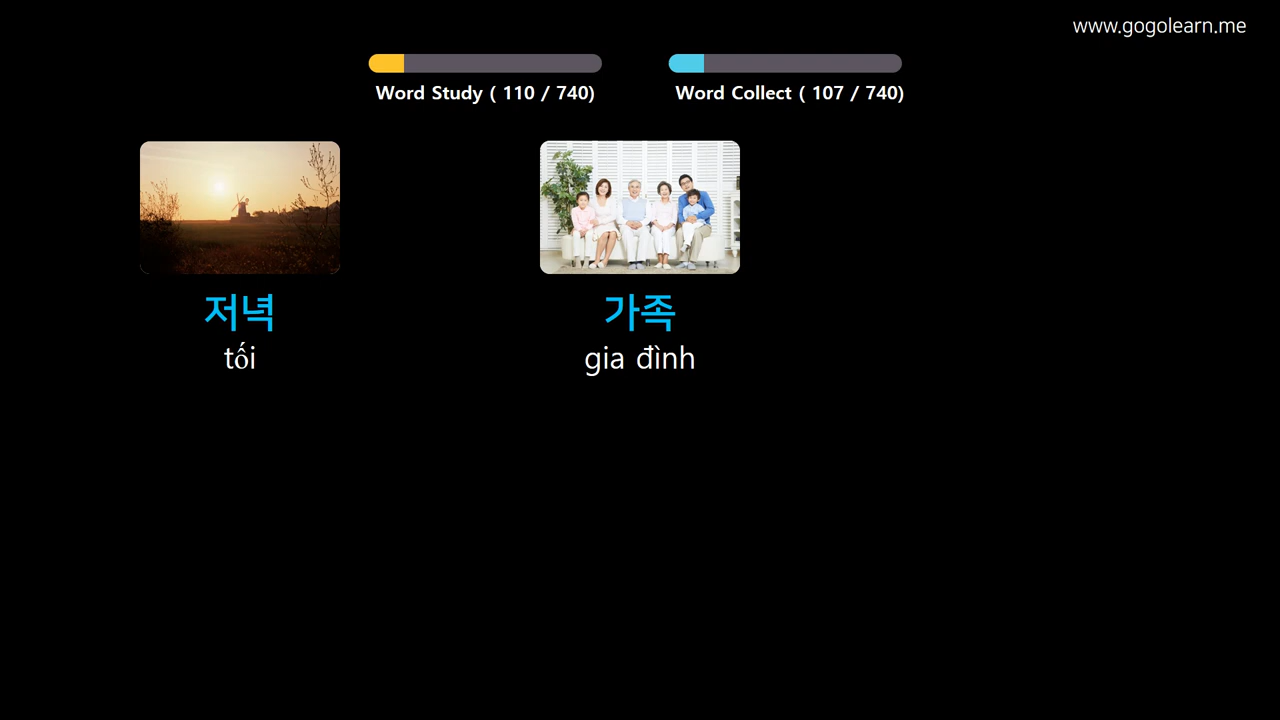 www.gogolearn.me
Word Study ( 110 / 740)
Word Collect ( 107 / 740)
저녁
tối
가족
gia đình